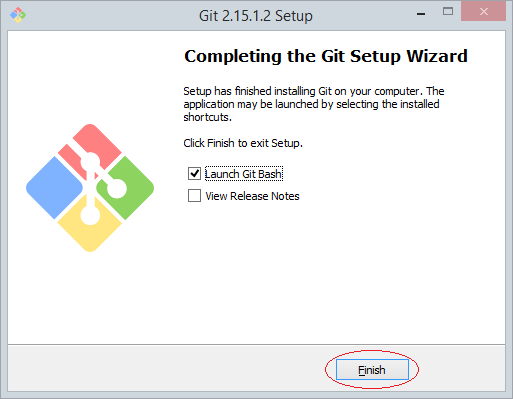 Git 2.15.1.2 Setup
Completing the Git Setup Wizard
Setup has finished installing Git on your computer. The
application may be launched by selecting the installed
shortcuts.
Click Finish to exit Setup.
Launch Git Bash
View Release Notes
Finish